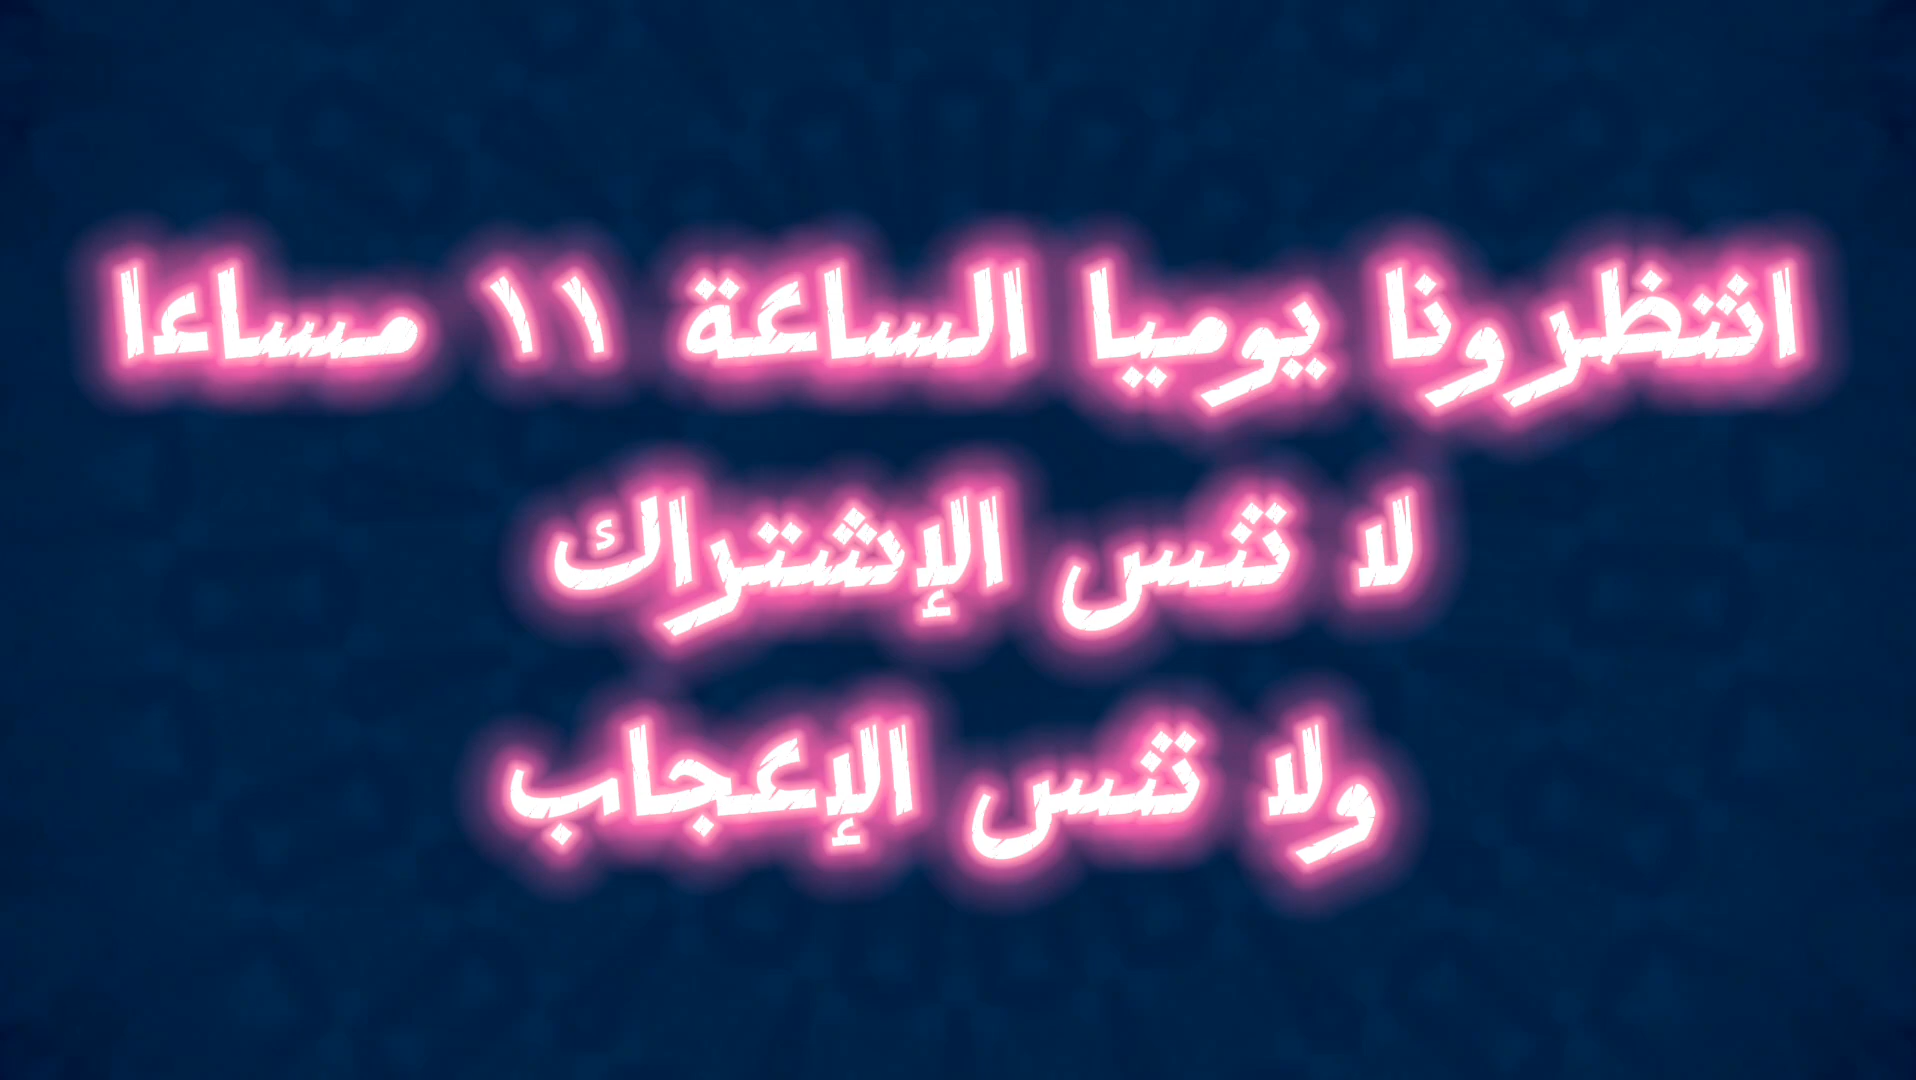 انتظرونا يوميا الساعة ١١ مساءا
لا تنس الإشتراك
ولا تنس الإعجاب